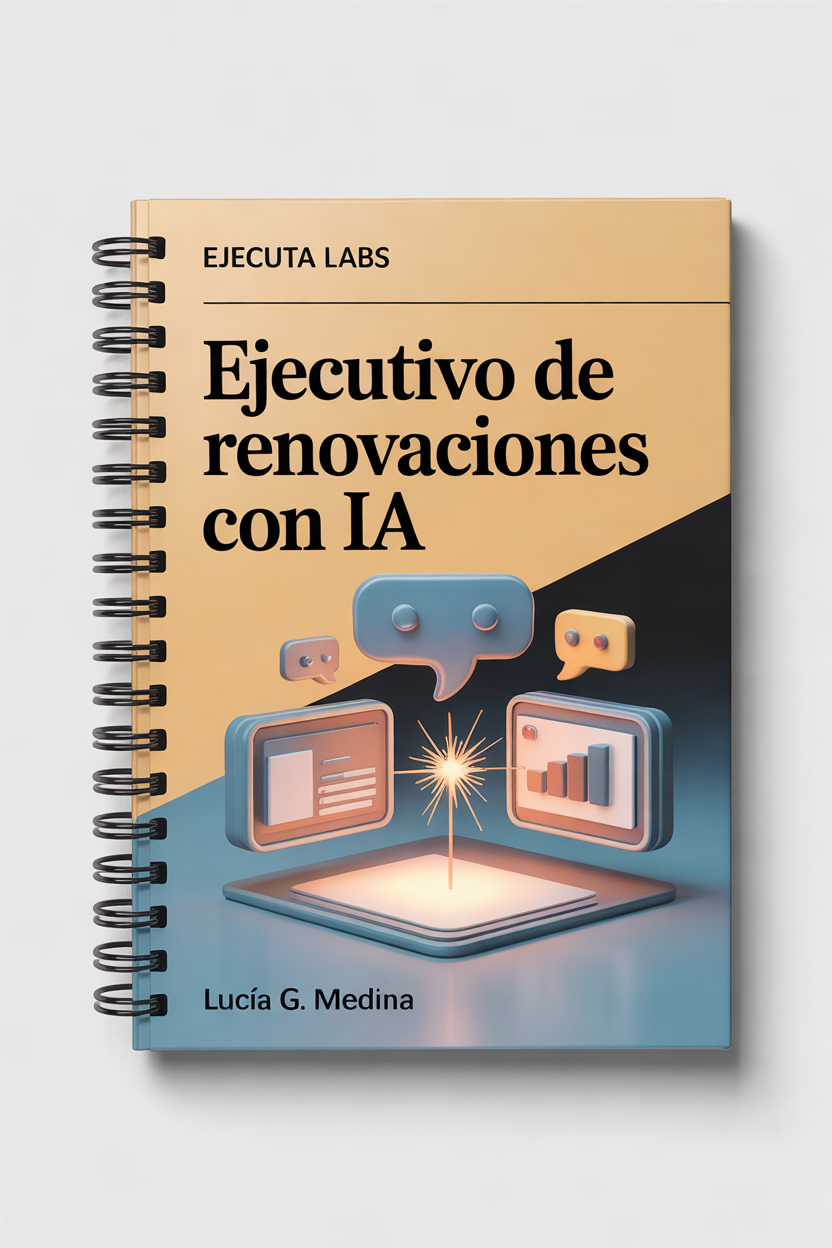 EJECUTA LABS
Ejecutivo de
renovaciones
con IA
Lucía G. Medina